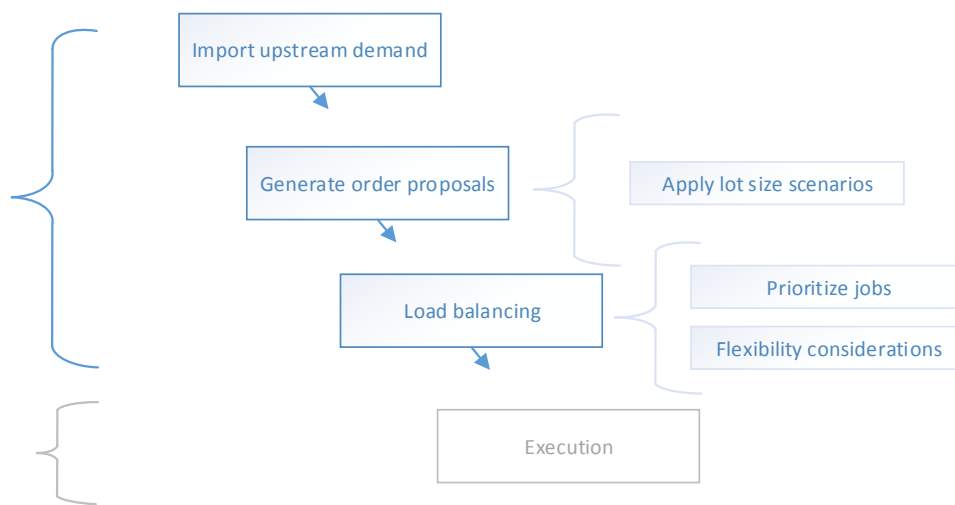 Import upstream demand
Generate order proposals
Apply lot size scenarios
Load balancing
Prioritize jobs
Flexibility considerations
Execution